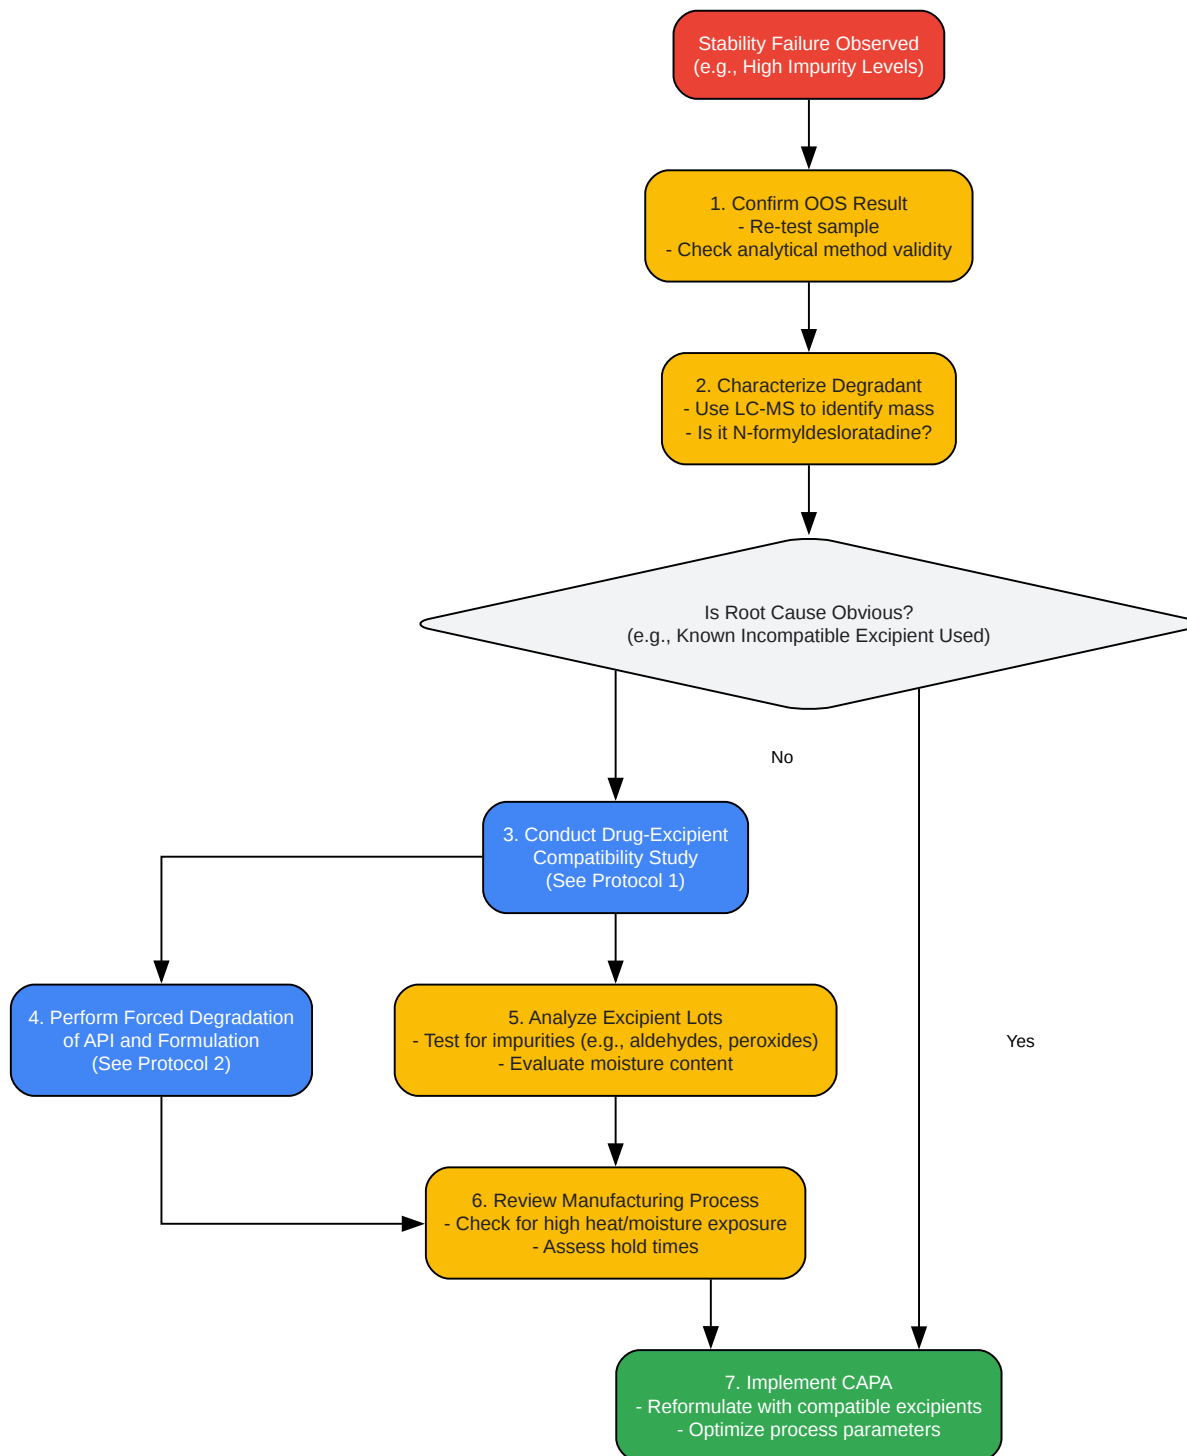 Stability Failure Observed
(e.g., High Impurity Levels)
1. Confirm OOS Result
- Re-test sample
- Check analytical method validity
2. Characterize Degradant
- Use LC-MS to identify mass
- Is it N-formyldesloratadine?
Is Root Cause Obvious?
(e.g., Known Incompatible Excipient Used)
No
3. Conduct Drug-Excipient
Compatibility Study
(See Protocol 1)
4. Perform Forced Degradation
of API and Formulation
(See Protocol 2)
5. Analyze Excipient Lots
- Test for impurities (e.g., aldehydes, peroxides)
- Evaluate moisture content
Yes
6. Review Manufacturing Process
- Check for high heat/moisture exposure
- Assess hold times
7. Implement CAPA
- Reformulate with compatible excipients
- Optimize process parameters